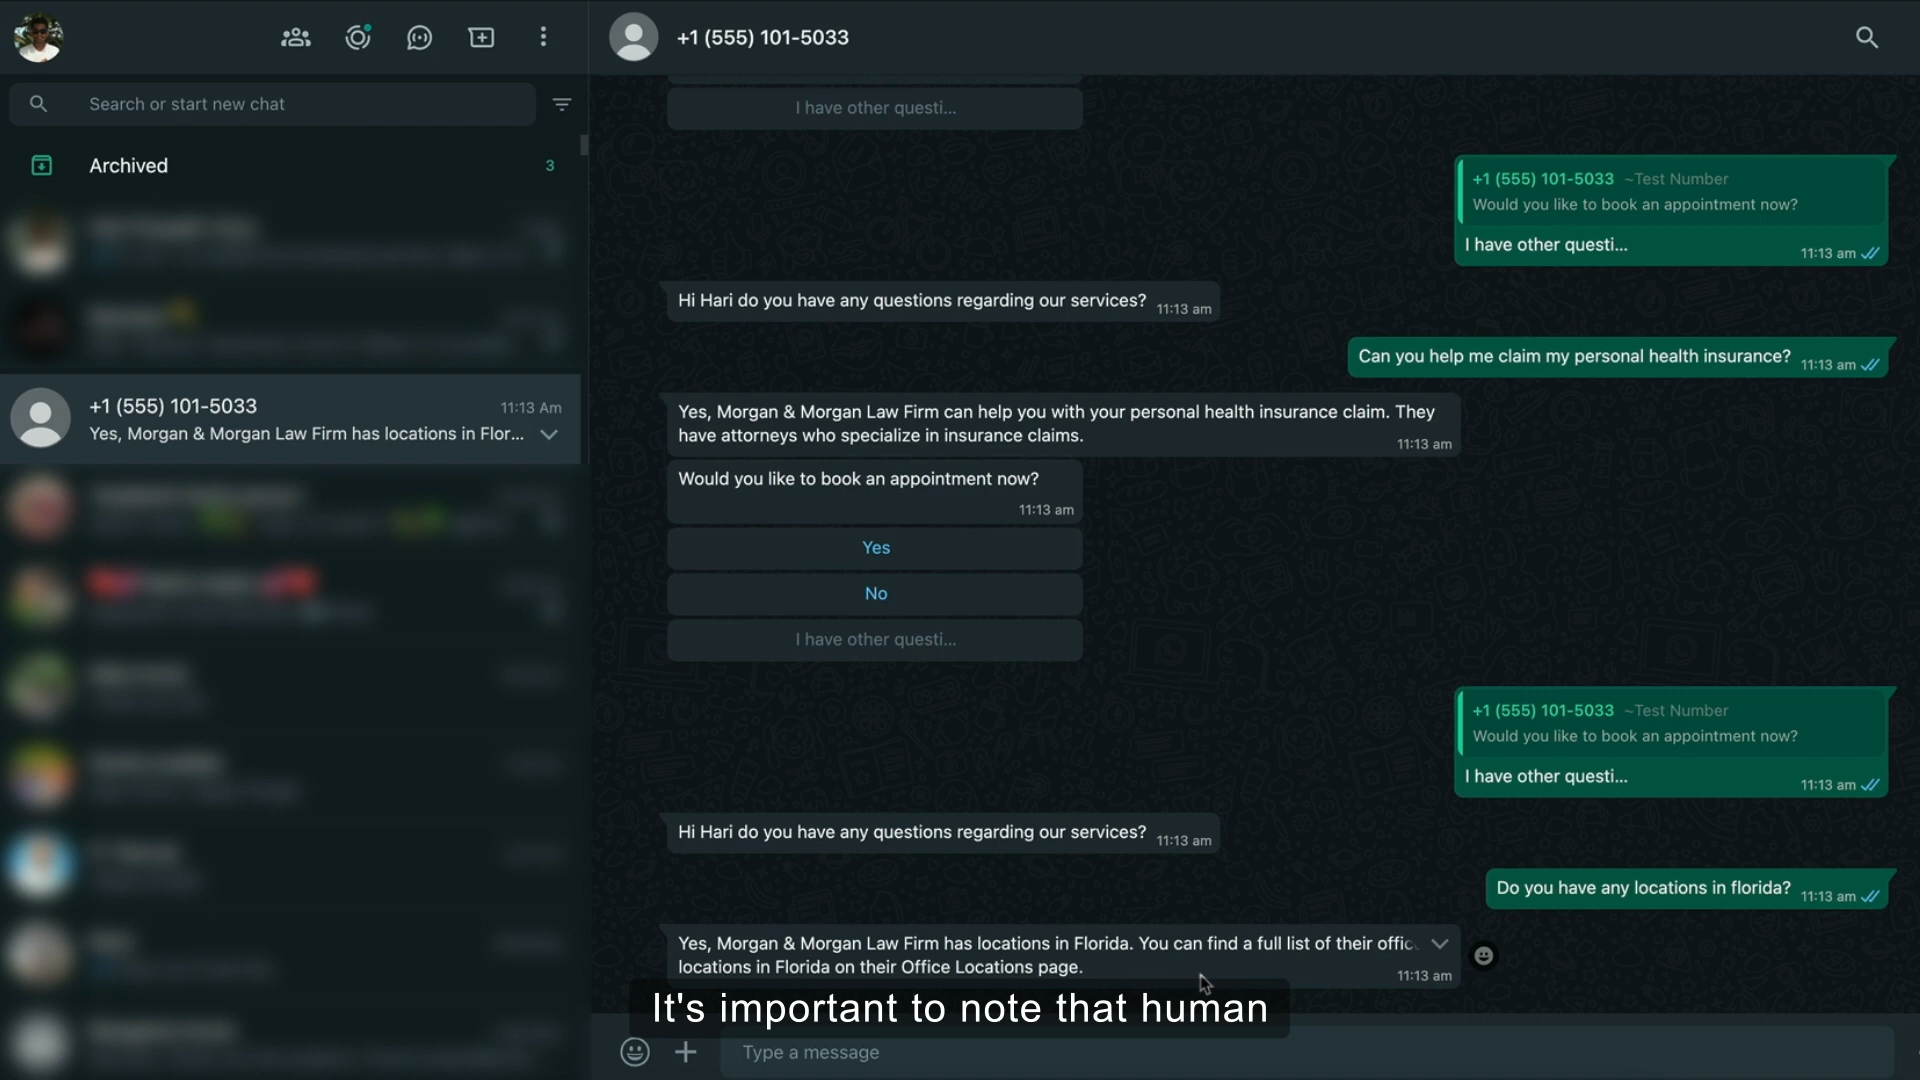 +1 (555) 101-5033
Search or start new chat
Archived
3
+1 (555) 101-5033
11:13 Am
Yes, Morgan & Morgan Law Firm has locations in Flor...
I have other questi...
+1 (555) 101-5033 ~Test Number
Would you like to book an appointment now?
I have other questi...
11:13 am
Hi Hari do you have any questions regarding our services?
11:13 am
Can you help me claim my personal health insurance?
11:13 am
Yes, Morgan & Morgan Law Firm can help you with your personal health insurance claim. They
have attorneys who specialize in insurance claims.
11:13 am
Would you like to book an appointment now?
11:13 am
Yes
No
I have other questi...
+1 (555) 101-5033 ~Test Number
Would you like to book an appointment now?
I have other questi...
11:13 am
Hi Hari do you have any questions regarding our services?
11:13 am
Do you have any locations in florida?
11:13 am
Yes, Morgan & Morgan Law Firm has locations in Florida. You can find a full list of their offic
locations in Florida on their Office Locations page.
11:13 am
It's important to note that human
Type a message